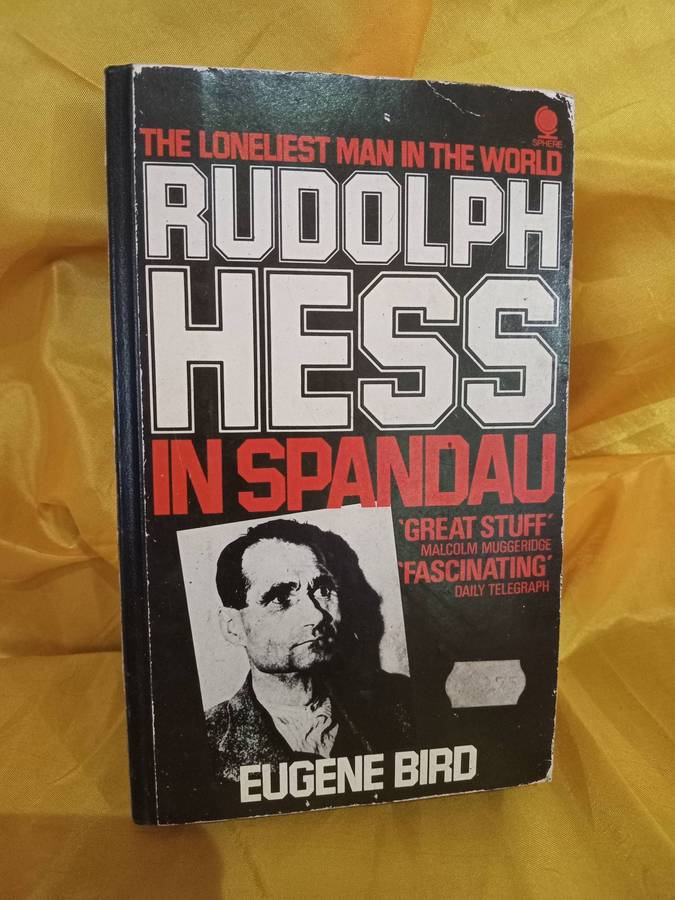 SPHERE
THE LONELIEST MAN IN THE WORLD
RUDOLPH
HESS
IN SPANDAU
'GREAT STUFF'
MALCOLM MUGGERIDGE
'FASCINATING'
DAILY TELEGRAPH
EUGENE BIRD